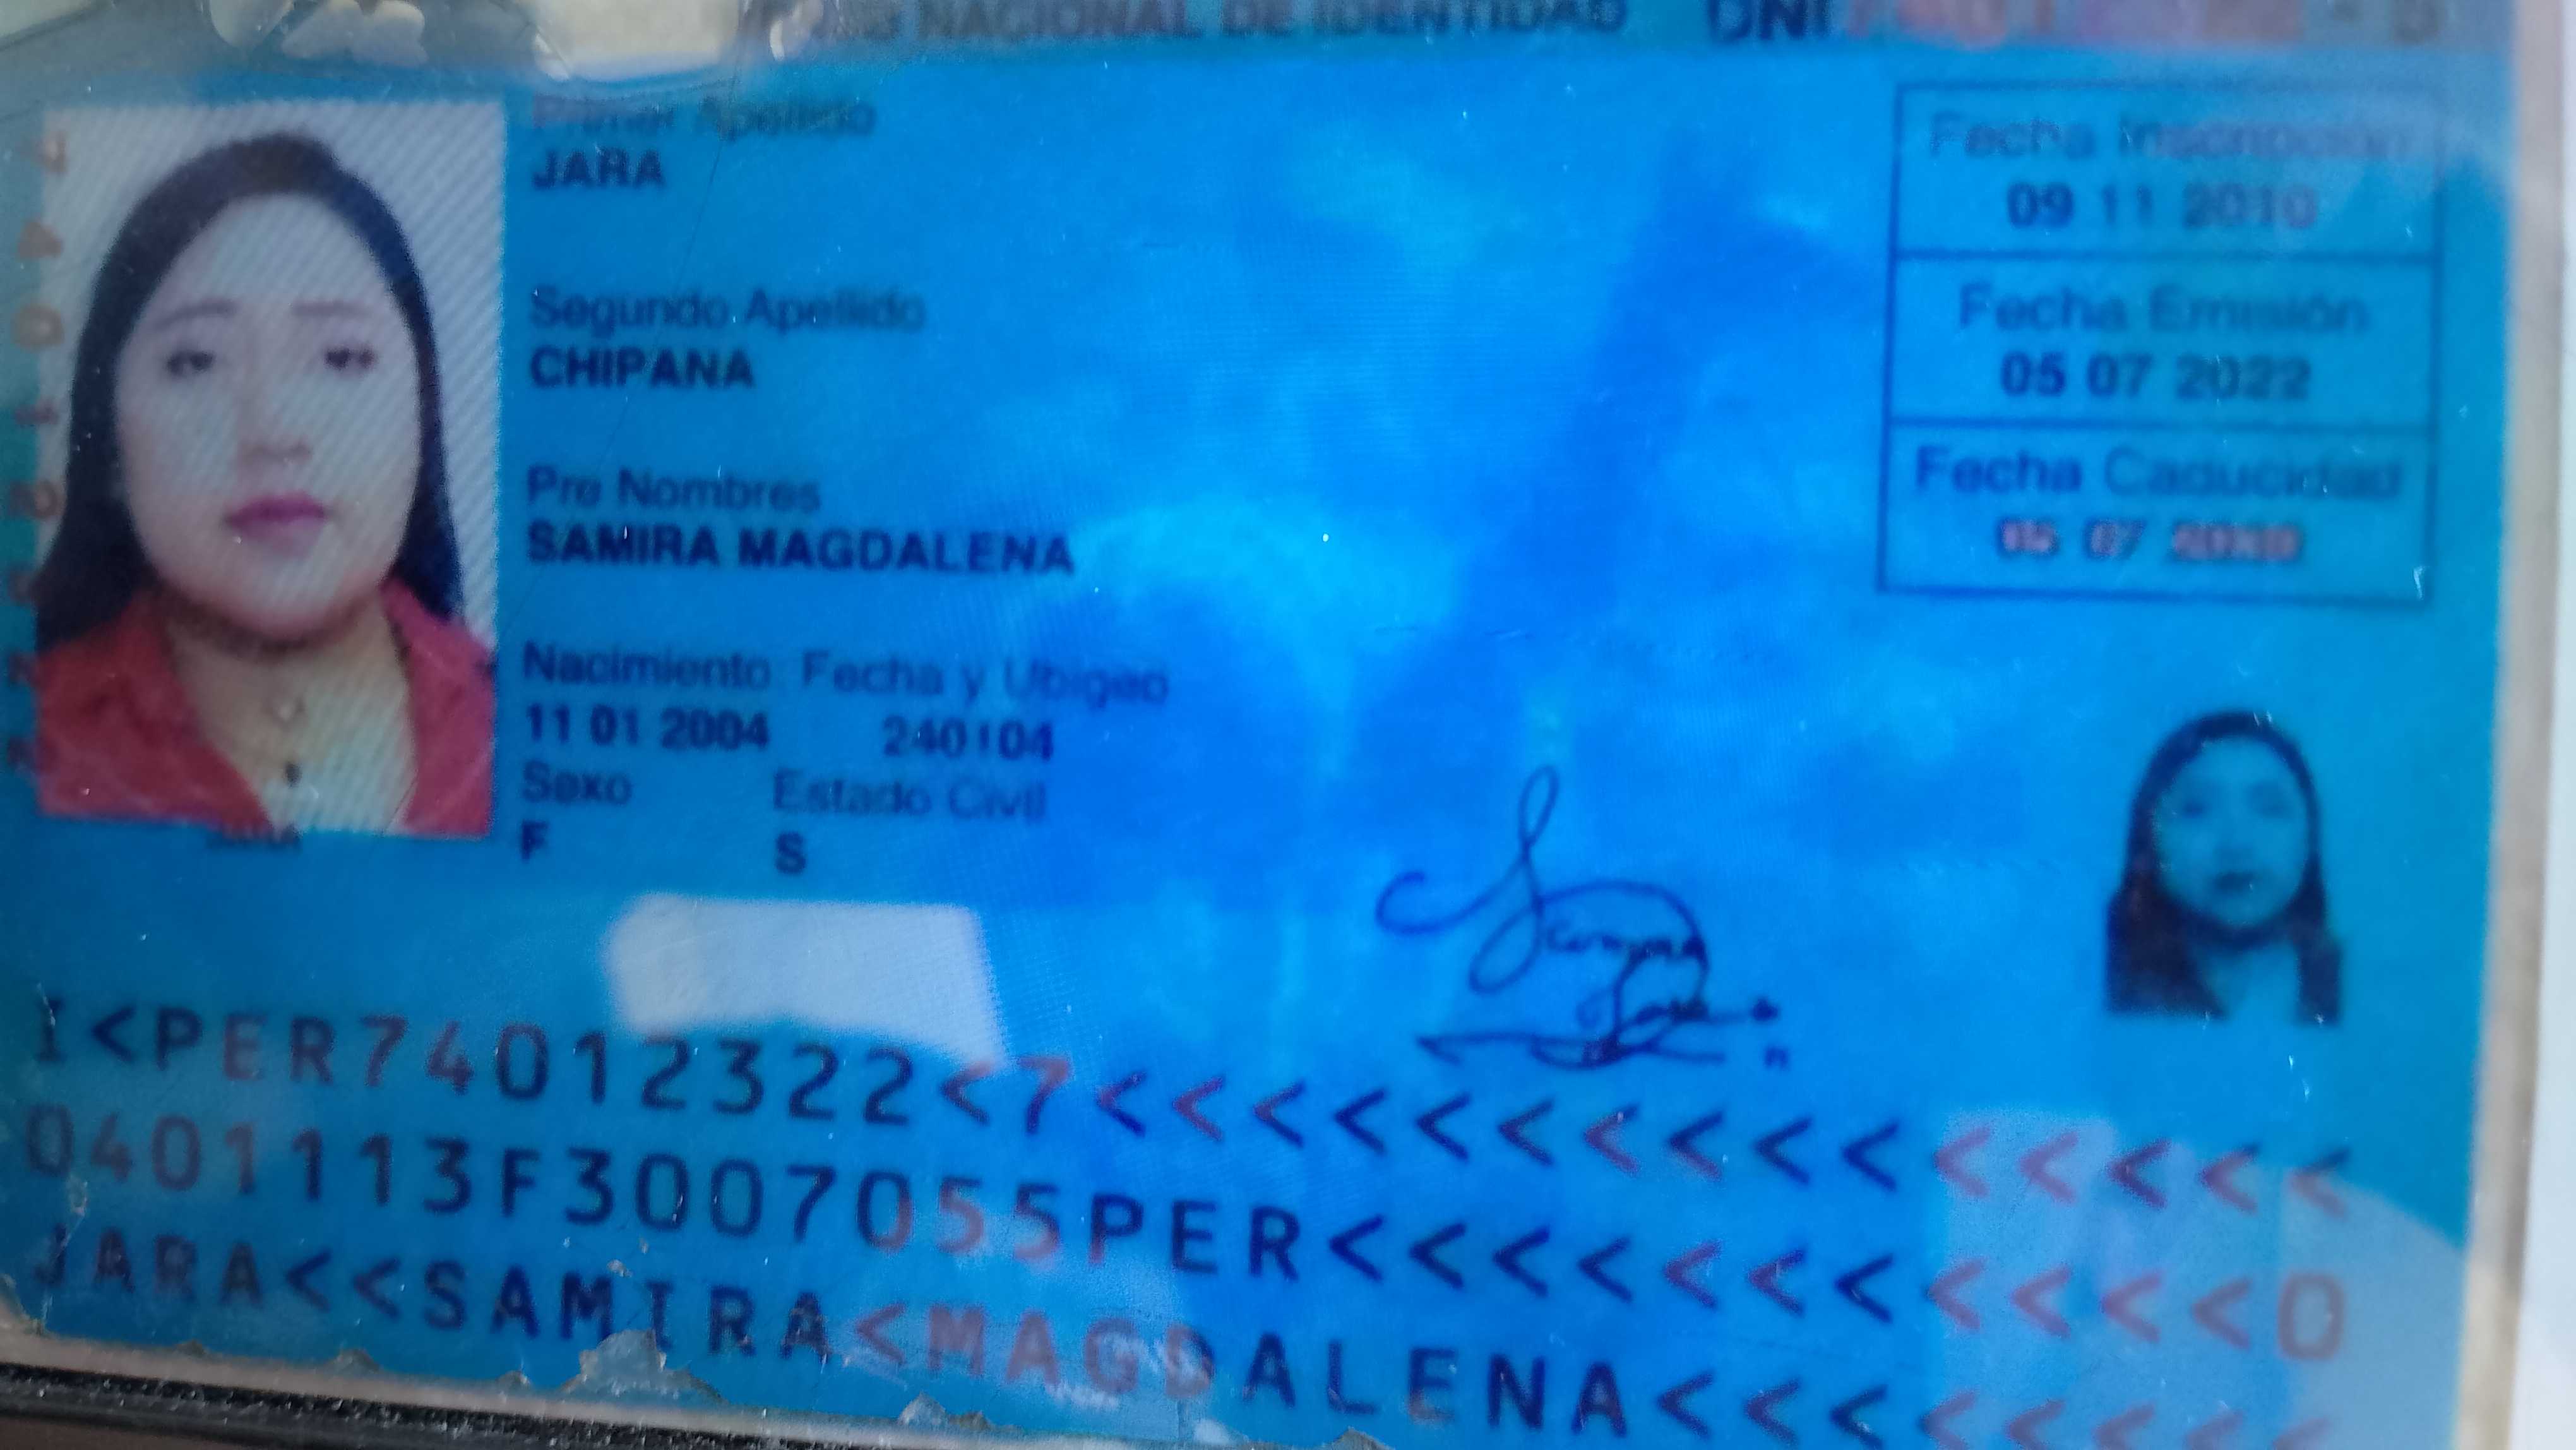 NACIONAL DE IDENTIDAD DNI
Primer Apellido
JARA
Segundo Apellido
CHIPANA
Pre Nombres
SAMIRA MAGDALENA
Nacimiento: Fecha y Ubigeo
11 01 2004 240104
Sexo Estado Civil
F S
Fecha Inscripción
09 11 2010
Fecha Emisión
05 07 2022
Fecha Caducidad
I<PER74012322<7<<<<<<<<<<<<<<<
0401113F3007055PER<<<<<<<<<<<0
JARA<<SAMIRA<MAGDALENA<<<<<<<<